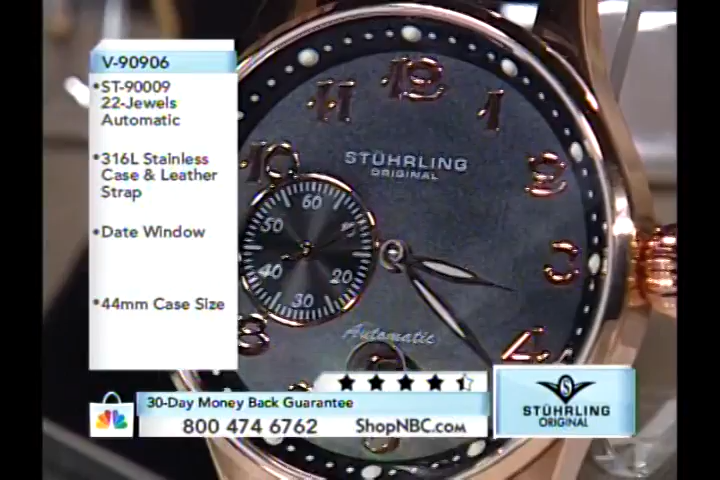 V-90906
•ST-90009
22-Jewels
Automatic
•316L Stainless
Case & Leather
Strap
•Date Window
•44mm Case Size
12
11
1
10
2
STÜHRLING
ORIGINAL
60
50
20
40
30
3
8
4
Automatic
30-Day Money Back Guarantee
800 474 6762
ShopNBC.com
S
STÜHRLING
ORIGINAL